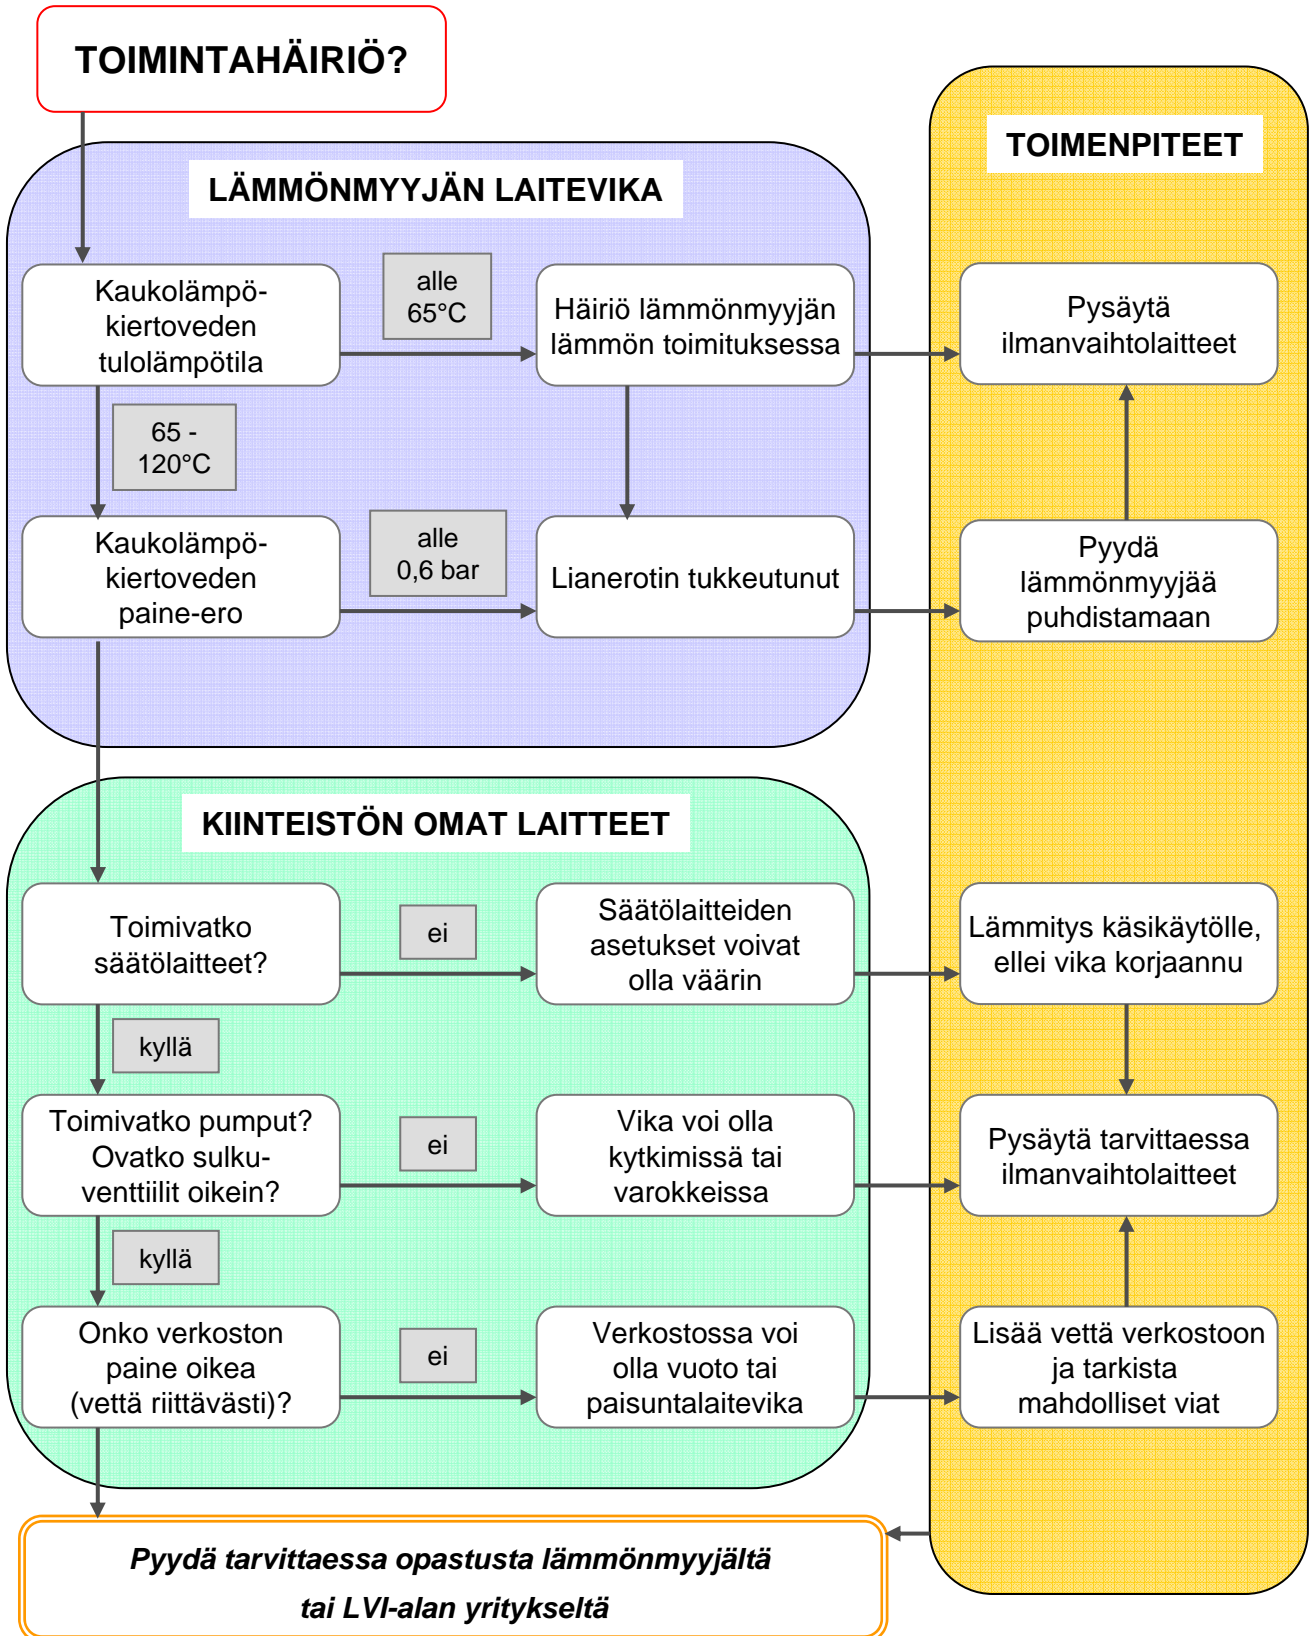 TOIMINTAHÄIRIÖ?
TOIMENPITEET
LÄMMÖNMYYJÄN LAITEVIKA
Kaukolämpö-
kiertoveden
tulolämpötila
alle
65°C
Häiriö lämmönmyyjän
lämmön toimituksessa
Pysäytä
ilmanvaihtolaitteet
65 -
120°C
Kaukolämpö-
kiertoveden
paine-ero
alle
0,6 bar
Lianerotin tukkeutunut
Pyydä
lämmönmyyjää
puhdistamaan
KIINTEISTÖN OMAT LAITTEET
Toimivatko
säätölaitteet?
ei
Säätölaitteiden
asetukset voivat
olla väärin
Lämmitys käsikäytölle,
ellei vika korjaannu
kyllä
Toimivatko pumput?
Ovatko sulku-
venttiilit oikein?
ei
Vika voi olla
kytkimissä tai
varokkeissa
Pysäytä tarvittaessa
ilmanvaihtolaitteet
kyllä
Onko verkoston
paine oikea
(vettä riittävästi)?
ei
Verkostossa voi
olla vuoto tai
paisuntalaitevika
Lisää vettä verkostoon
ja tarkista
mahdolliset viat
Pyydä tarvittaessa opastusta lämmönmyyjältä
tai LVI-alan yritykseltä